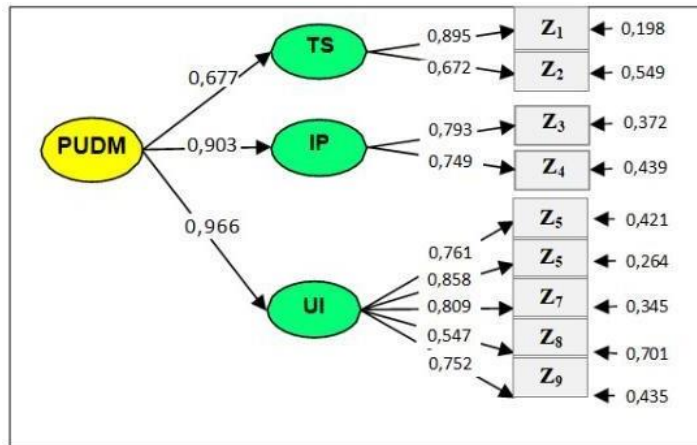 TS
0,895
Z1
0,198
0,677
0,672
Z2
0,549
PUDM
0,903
IP
0,793
Z3
0,372
0,749
Z4
0,439
0,966
UI
0,761
Z5
0,421
0,858
Z5
0,264
0,809
Z7
0,345
0,547
Z8
0,701
0,752
Z9
0,435